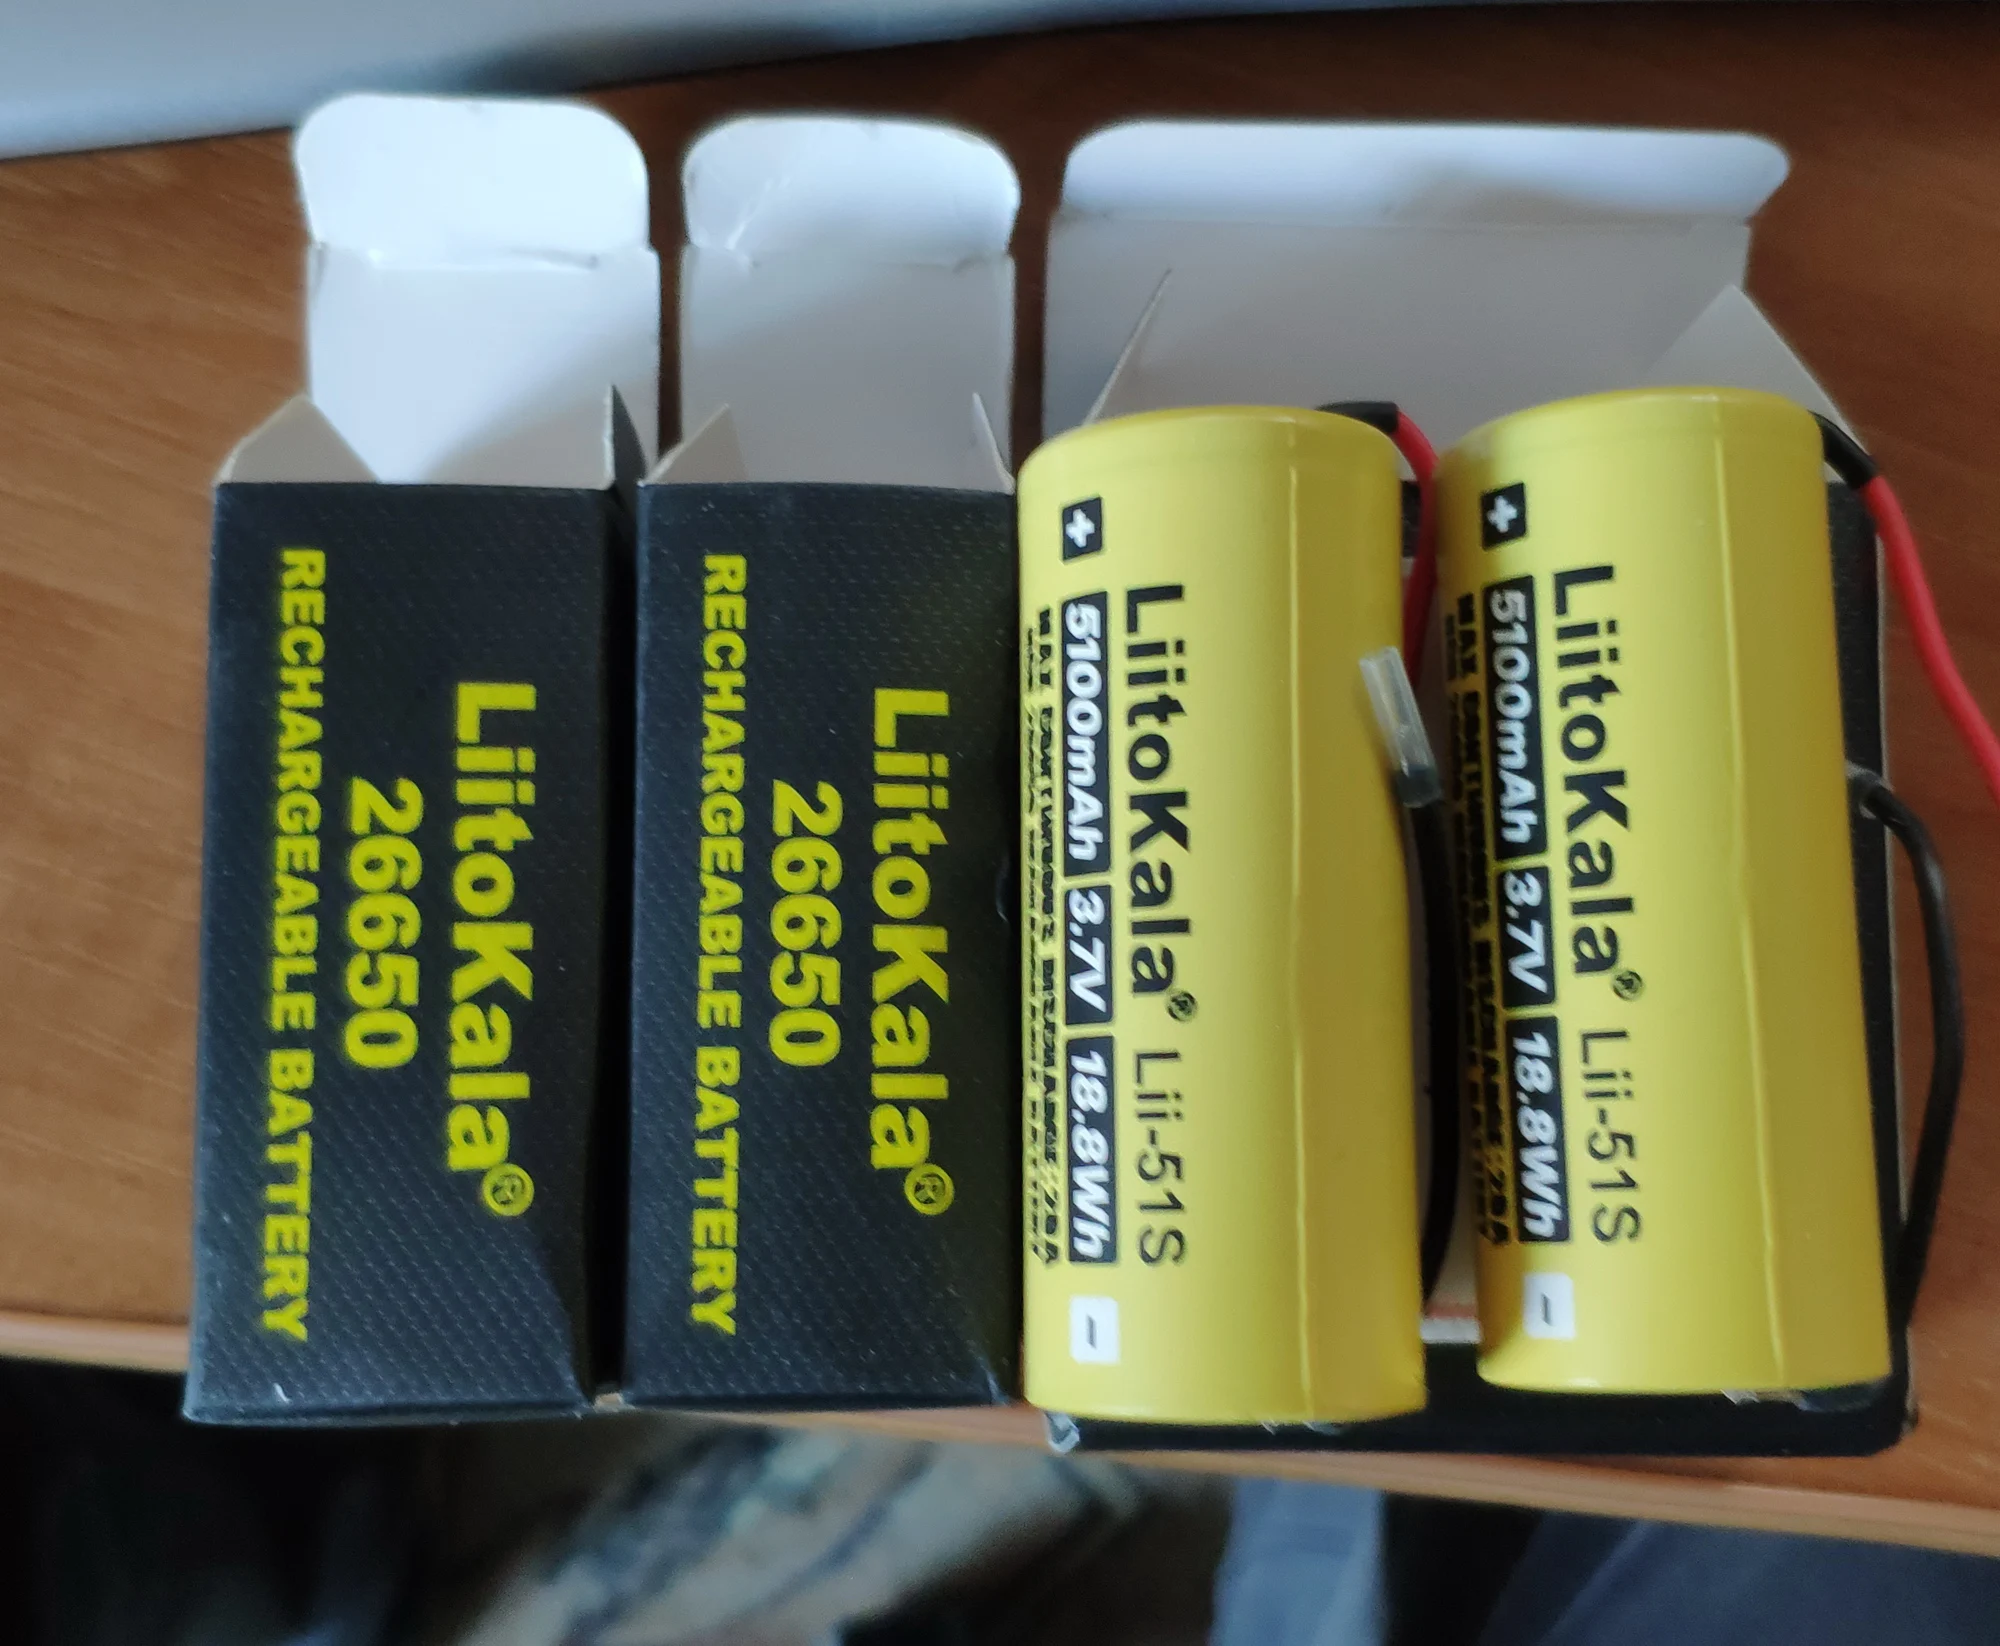 LiitoKala®
26650
RECHARGEABLE BATTERY
LiitoKala®
26650
RECHARGEABLE BATTERY
LiitoKala® Lii-51S
+ 5100mAh 3.7V 18.8Wh -
LiitoKala® Lii-51S
+ 5100mAh 3.7V 18.8Wh -